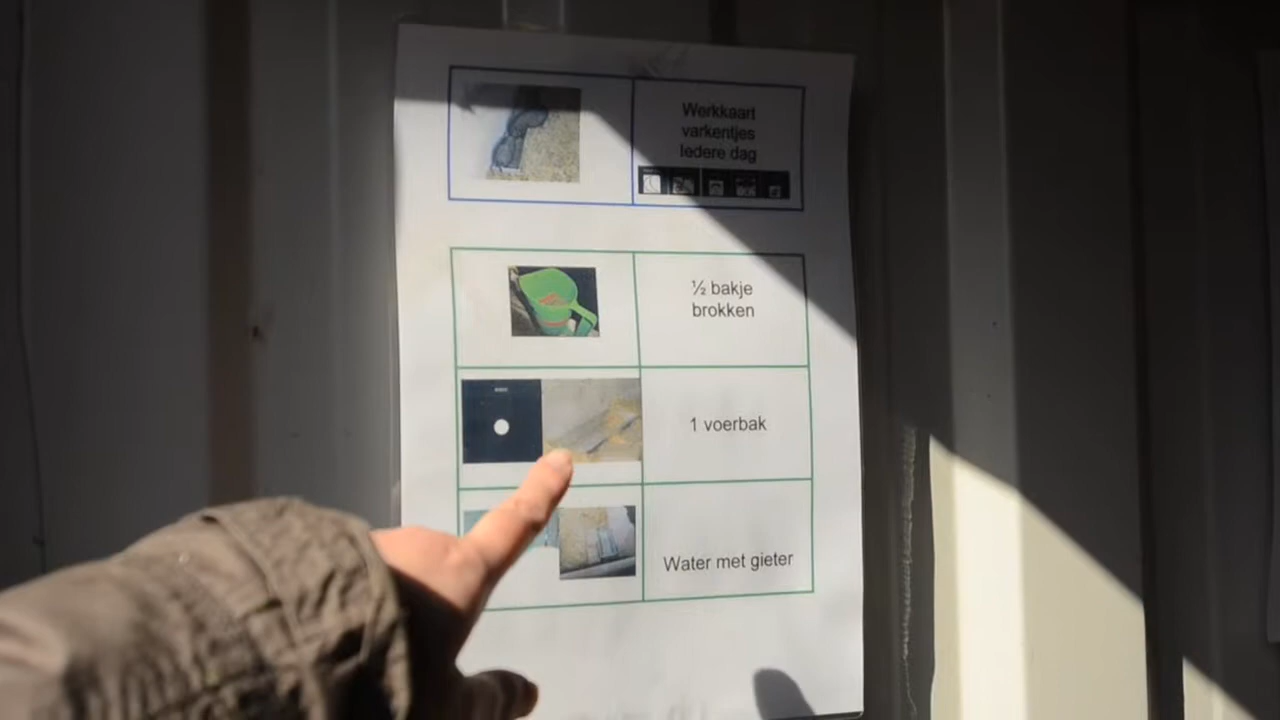 Werkkaart
varkentjes
Iedere dag
½ bakje
brokken
1 voerbak
Water met gieter